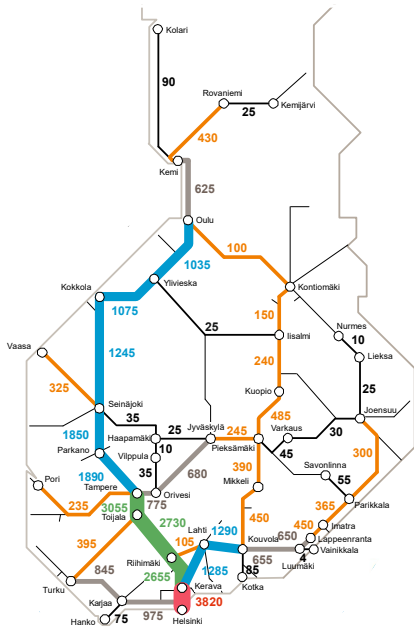 Kolari
90
Rovaniemi
25
Kemijärvi
430
Kemi
625
Oulu
1035
100
Kokkola
1075
Ylivieska
Kontiomäki
150
25
Iisalmi
Nurmes
10
Lieksa
1245
240
Vaasa
325
Kuopio
25
Seinäjoki
35
485
Joensuu
1850
Haapamäki
25
Jyväskylä
245
Varkaus
30
Parkano
10
Pieksämäki
45
Vilppula
680
300
1890
35
390
Savonlinna
Pori
Tampere
775
Orivesi
Mikkeli
55
Parikkala
235
3055
Toijala
2730
450
365
395
Lahti
1290
Imatra
Riihimäki
105
Kouvola
650
Lappeenranta
845
2655
1285
655
4
Vainikkala
Turku
85
Luumäki
Karjaa
Kerava
Kotka
975
3820
Hanko
75
Helsinki